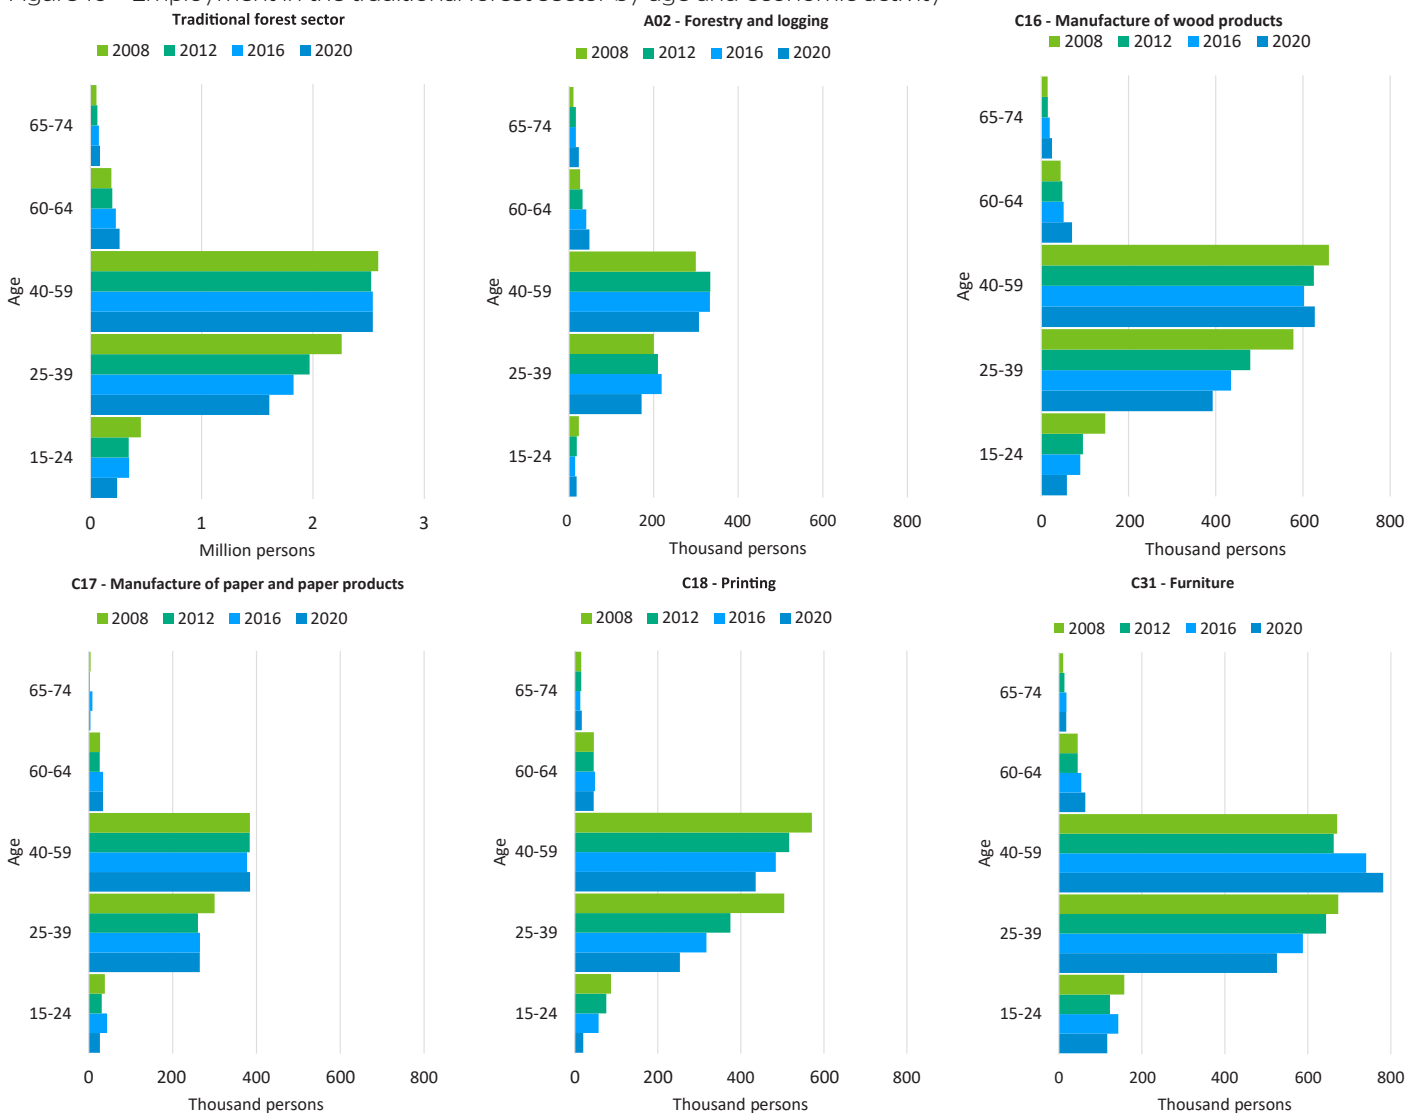 Traditional forest sector
2008 2012 2016 2020
65-74
60-64
40-59
25-39
15-24
Age
0 1 2 3
Million persons
A02 - Forestry and logging
2008 2012 2016 2020
65-74
60-64
40-59
25-39
15-24
Age
0 200 400 600 800
Thousand persons
C16 - Manufacture of wood products
2008 2012 2016 2020
65-74
60-64
40-59
25-39
15-24
Age
0 200 400 600 800
Thousand persons
C17 - Manufacture of paper and paper products
2008 2012 2016 2020
65-74
60-64
40-59
25-39
15-24
Age
0 200 400 600 800
Thousand persons
C18 - Printing
2008 2012 2016 2020
65-74
60-64
40-59
25-39
15-24
Age
0 200 400 600 800
Thousand persons
C31 - Furniture
2008 2012 2016 2020
65-74
60-64
40-59
25-39
15-24
Age
0 200 400 600 800
Thousand persons